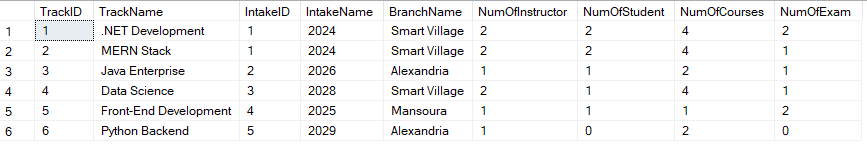 TrackID TrackName IntakeID IntakeName BranchName NumOfInstructor NumOfStudent NumOfCourses NumOfExam
1 1 .NET Development 1 2024 Smart Village 2 2 4 2
2 2 MERN Stack 1 2024 Smart Village 2 2 4 1
3 3 Java Enterprise 2 2026 Alexandria 1 1 2 1
4 4 Data Science 3 2028 Smart Village 2 1 4 1
5 5 Front-End Development 4 2025 Mansoura 1 1 1 2
6 6 Python Backend 5 2029 Alexandria 1 0 2 0